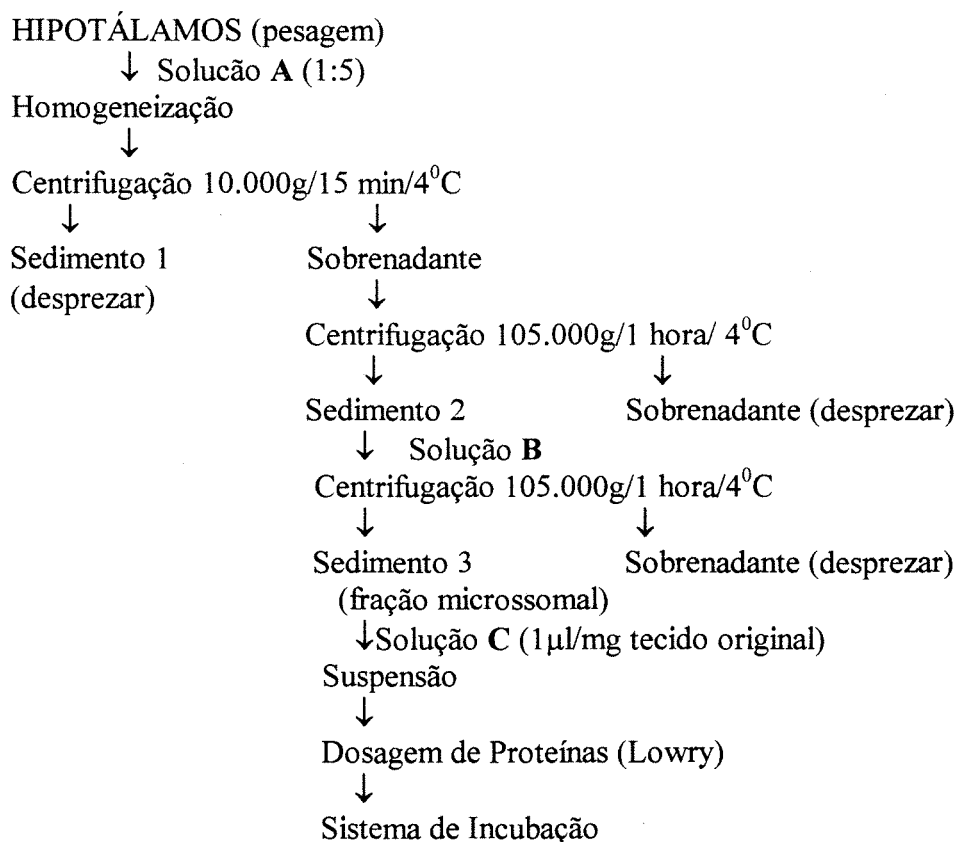 HIPOTÁLAMOS (pesagem)
↓ Solucão A (1:5)
Homogeneização
↓
Centrifugação 10.000g/15 min/4⁰C
↓ ↓
Sedimento 1 Sobrenadante
(desprezar) ↓
Centrifugação 105.000g/1 hora/ 4⁰C
↓ ↓
Sedimento 2 Sobrenadante (desprezar)
↓ Solução B
Centrifugação 105.000g/1 hora/4⁰C
↓ ↓
Sedimento 3 Sobrenadante (desprezar)
(fração microssomal)
↓Solução C (1μl/mg tecido original)
Suspensão
↓
Dosagem de Proteínas (Lowry)
↓
Sistema de Incubação